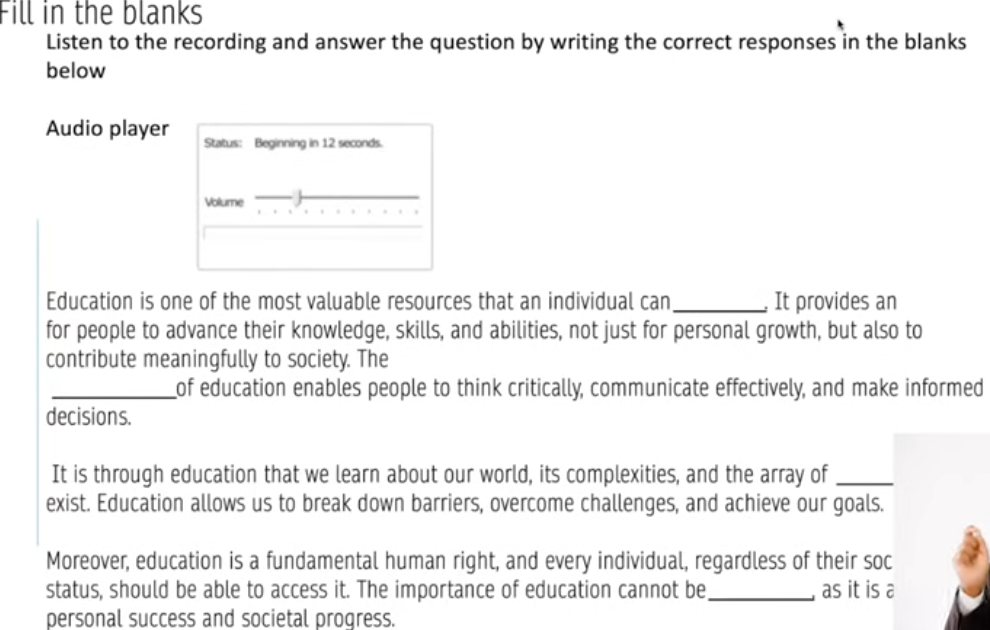 Fill in the blanks
Listen to the recording and answer the question by writing the correct responses in the blanks
below
Audio player
Status: Beginning in 12 seconds.
Volume
Education is one of the most valuable resources that an individual can________. It provides an
for people to advance their knowledge, skills, and abilities, not just for personal growth, but also to
contribute meaningfully to society. The
___________of education enables people to think critically, communicate effectively, and make informed
decisions.
It is through education that we learn about our world, its complexities, and the array of _____
exist. Education allows us to break down barriers, overcome challenges, and achieve our goals.
Moreover, education is a fundamental human right, and every individual, regardless of their soc
status, should be able to access it. The importance of education cannot be_________, as it is a
personal success and societal progress.